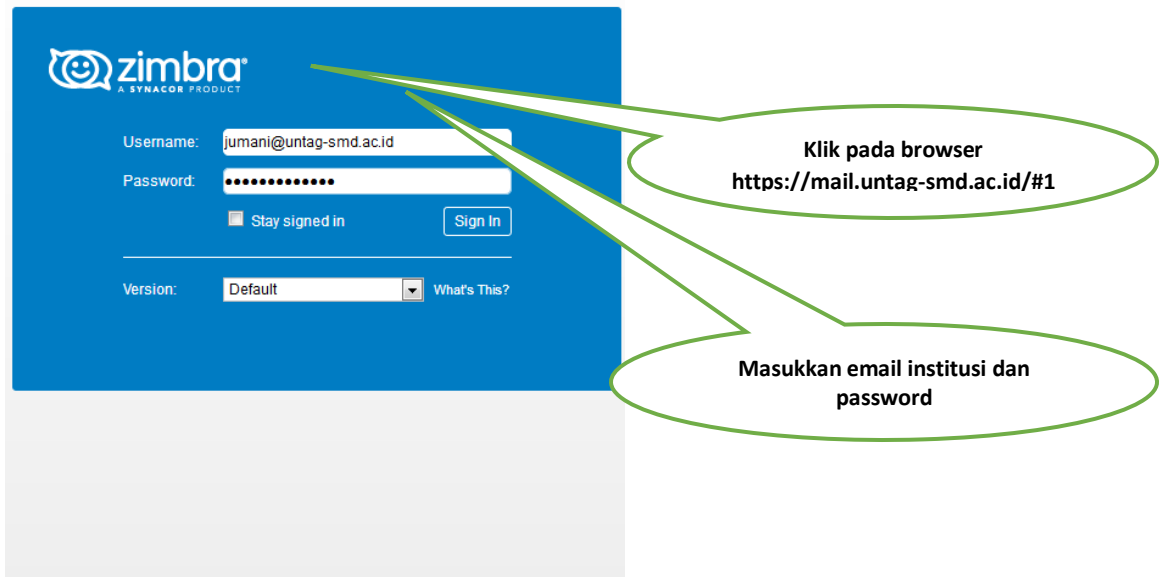 zimbra®
A SYNACOR PRODUCT
Username: jumani@untag-smd.ac.id
Password: •••••••••••••
Stay signed in Sign In
Version: Default What's This?
Klik pada browser
https://mail.untag-smd.ac.id/#1
Masukkan email institusi dan
password